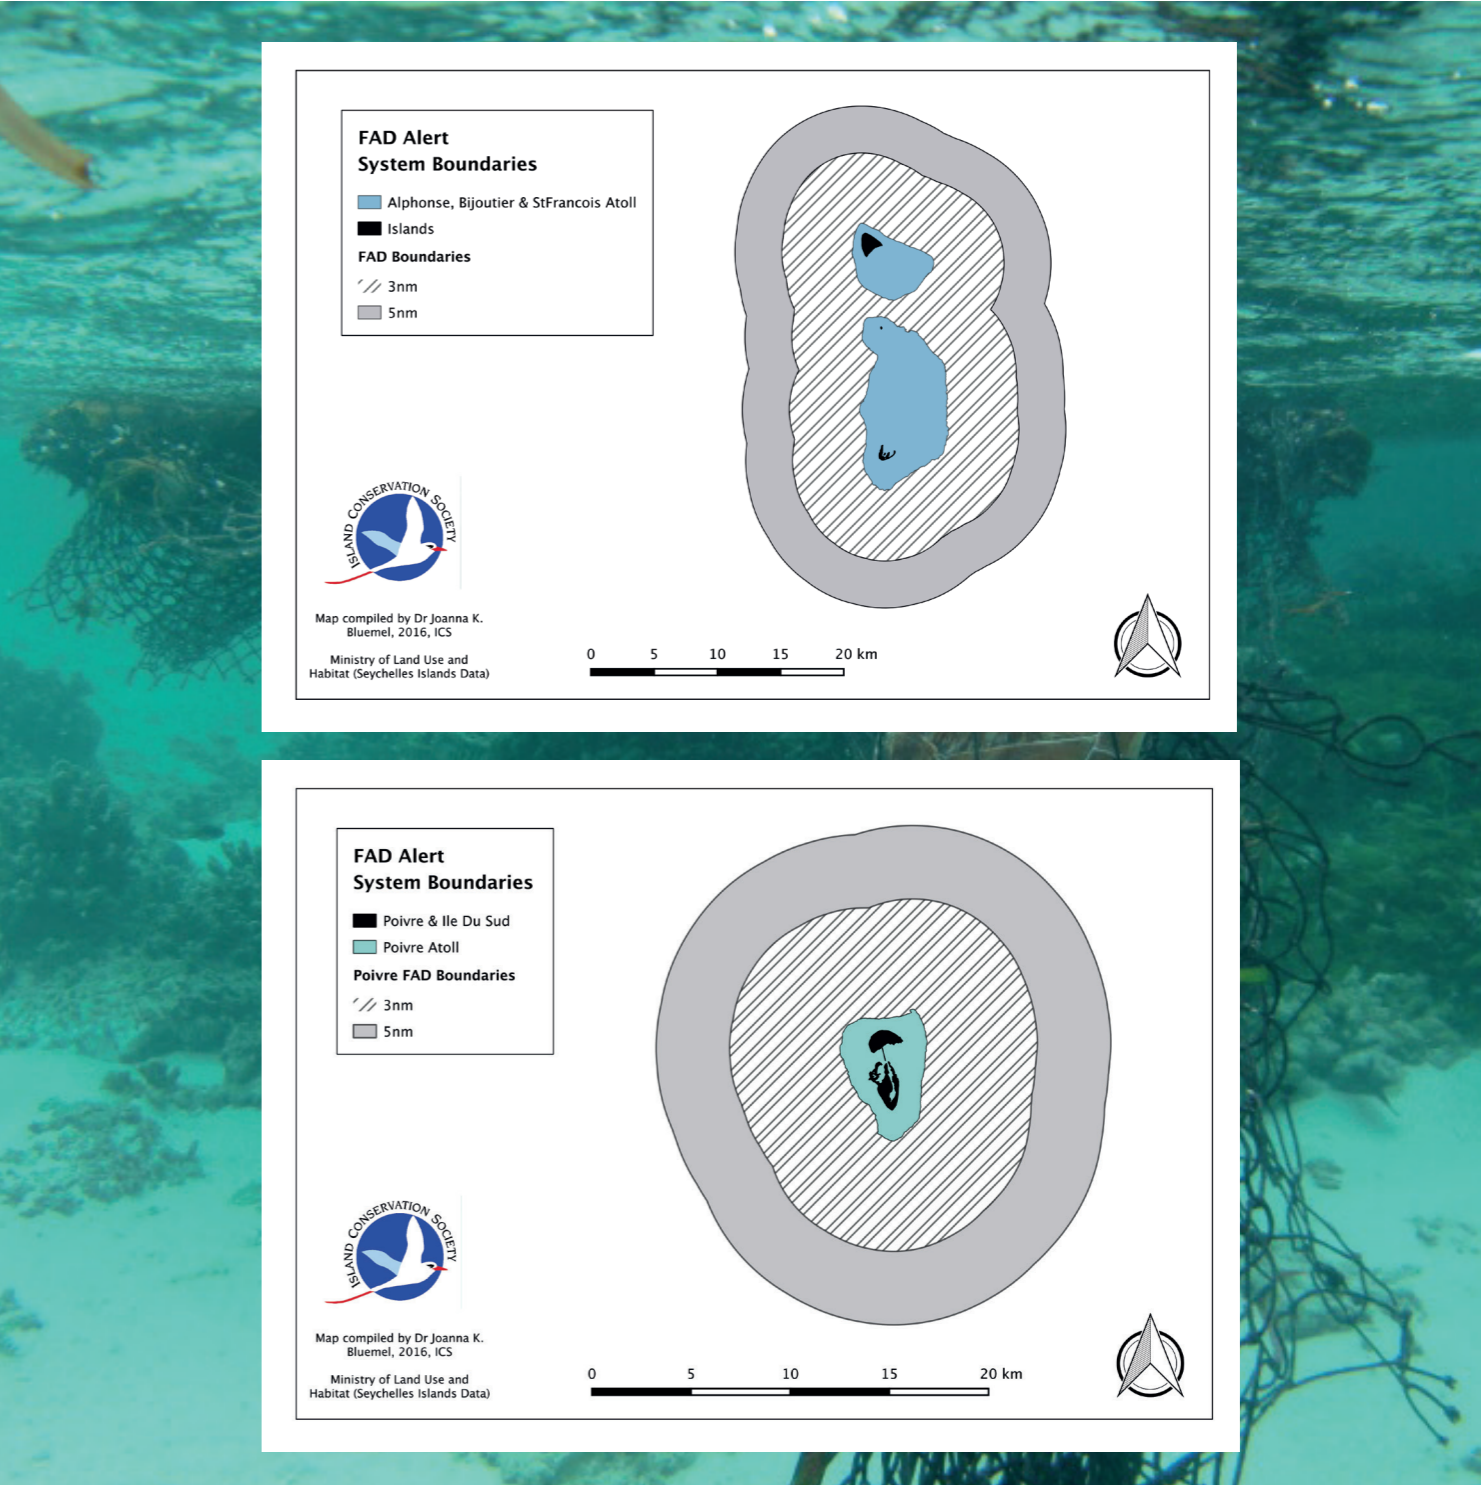 FAD Alert
System Boundaries
Alphonse, Bijoutier & StFrancois Atoll
Islands
FAD Boundaries
3nm
5nm
ISLAND CONSERVATION SOCIETY
Map compiled by Dr Joanna K.
Bluemel, 2016, ICS
Ministry of Land Use and
Habitat (Seychelles Islands Data)
0 5 10 15 20 km
FAD Alert
System Boundaries
Poivre & Ile Du Sud
Poivre Atoll
Poivre FAD Boundaries
3nm
5nm
ISLAND CONSERVATION SOCIETY
Map compiled by Dr Joanna K.
Bluemel, 2016, ICS
Ministry of Land Use and
Habitat (Seychelles Islands Data)
0 5 10 15 20 km